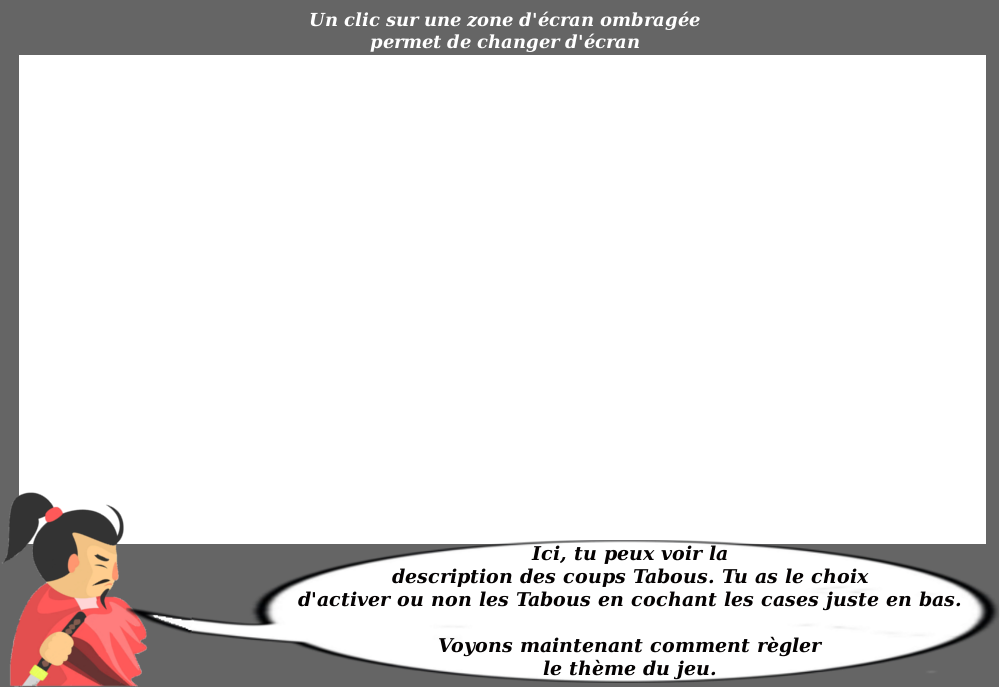 Un clic sur une zone d'écran ombragée
permet de changer d'écran
Ici, tu peux voir la
description des coups Tabous. Tu as le choix
d'activer ou non les Tabous en cochant les cases juste en bas.
Voyons maintenant comment règler
le thème du jeu.